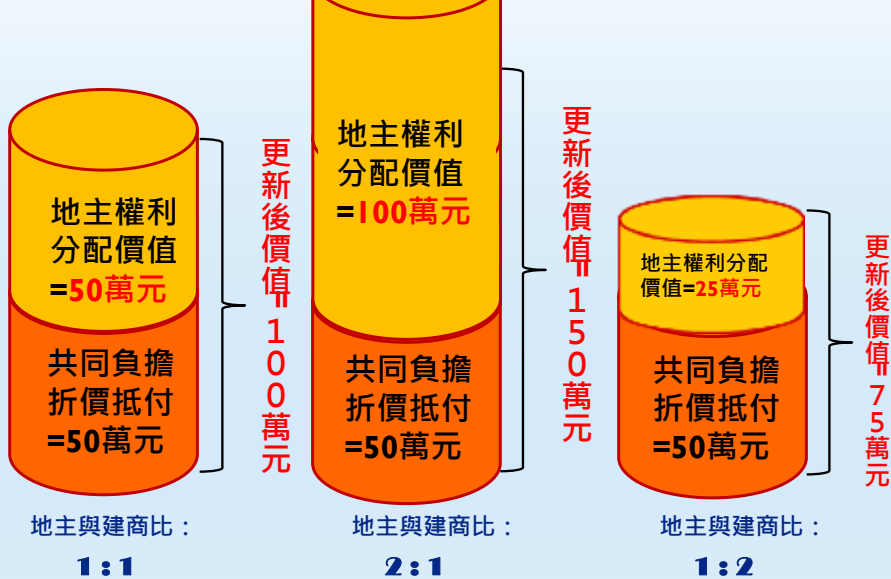 地主權利
分配價值
=50萬元
共同負擔
折價抵付
=50萬元
更新後價值=100萬元
地主與建商比：
1:1
地主權利
分配價值
=100萬元
共同負擔
折價抵付
=50萬元
更新後價值=150萬元
地主與建商比：
2:1
地主權利分配
價值=25萬元
共同負擔
折價抵付
=50萬元
更新後價值=75萬元
地主與建商比：
1:2